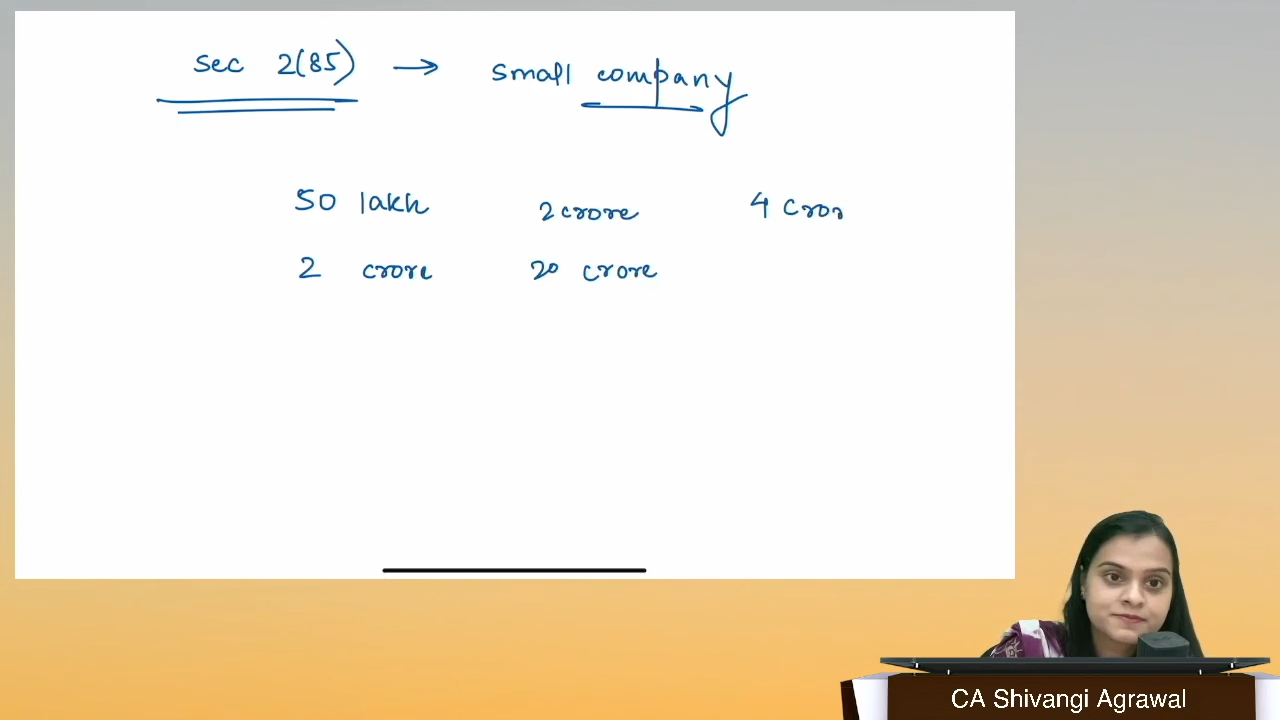 sec 2(85) → small company
50 lakh 2 crore 4 cror
2 crore 20 crore
CA Shivangi Agrawal